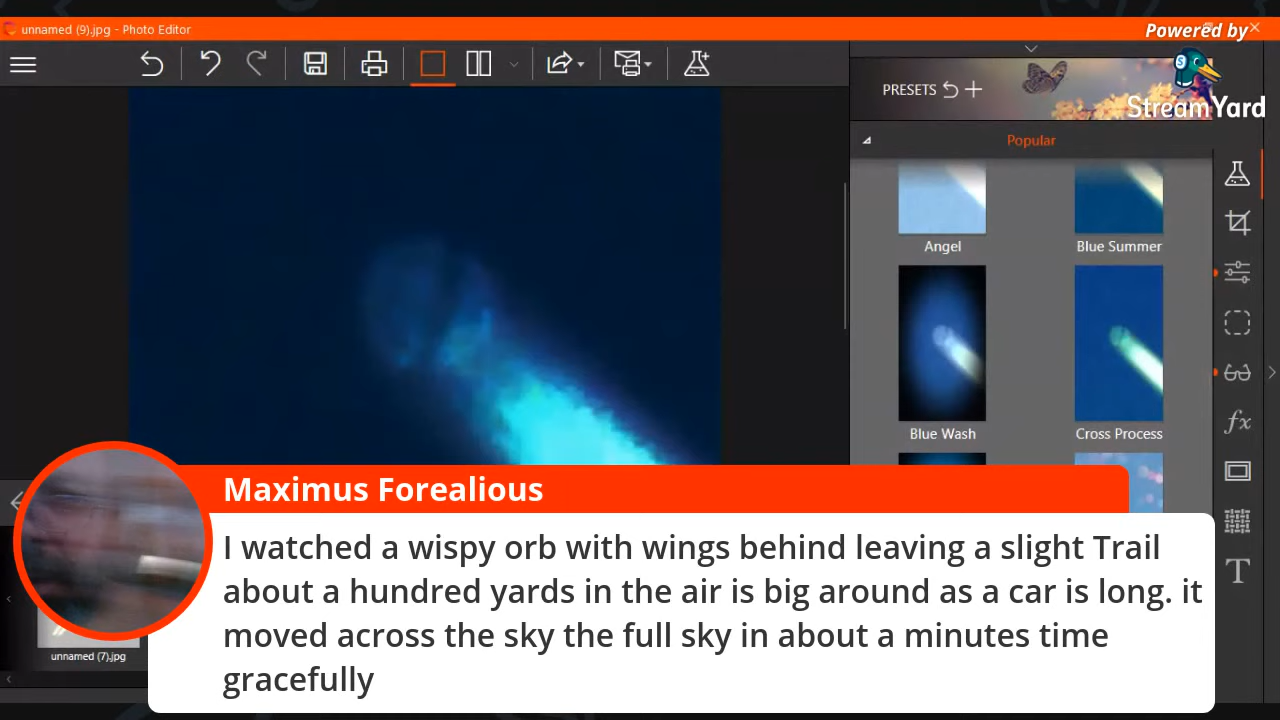 unnamed (9).jpg - Photo Editor
Powered by
StreamYard
PRESETS
Popular
Angel
Blue Summer
Blue Wash
Cross Process
fx
T
Maximus Forealious
I watched a wispy orb with wings behind leaving a slight Trail
about a hundred yards in the air is big around as a car is long. it
moved across the sky the full sky in about a minutes time
gracefully
unnamed (7).jpg